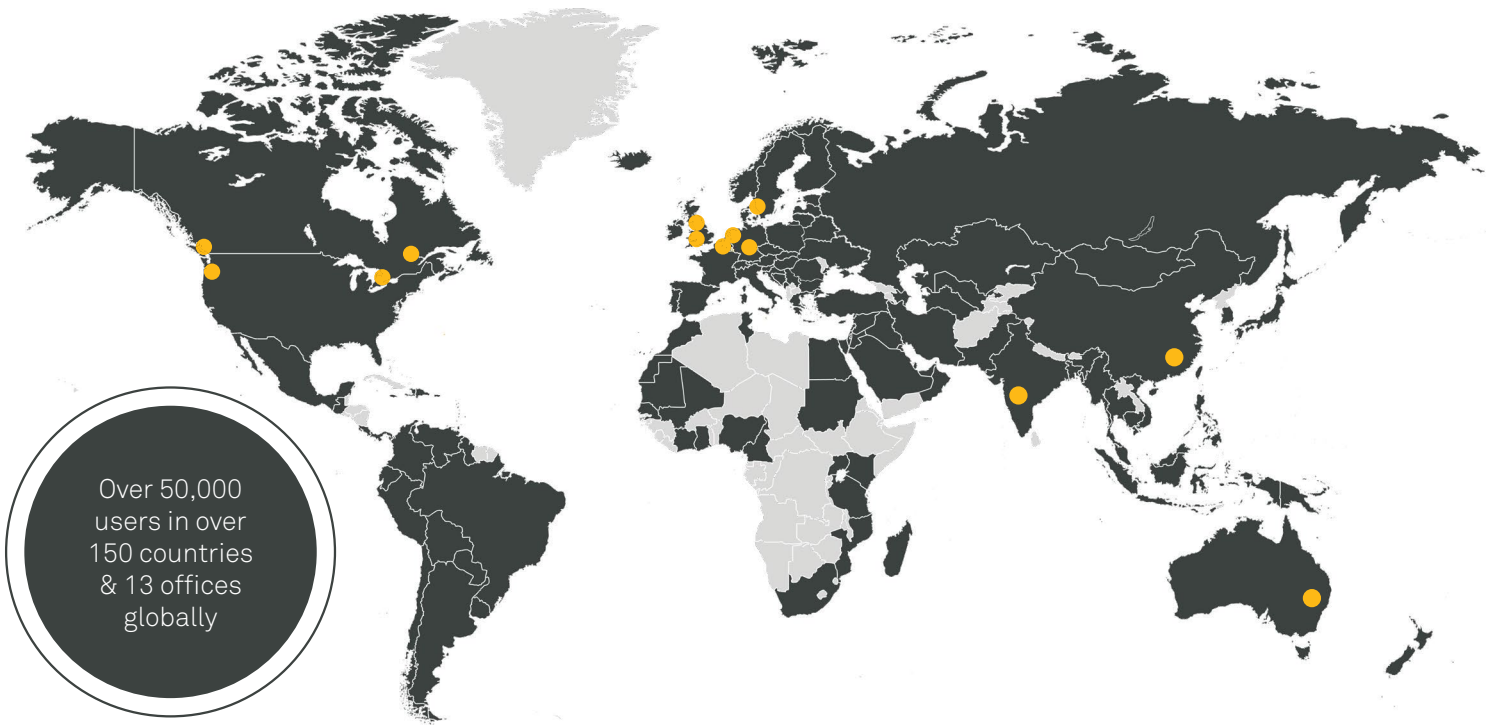 Over 50,000
users in over
150 countries
& 13 offices
globally